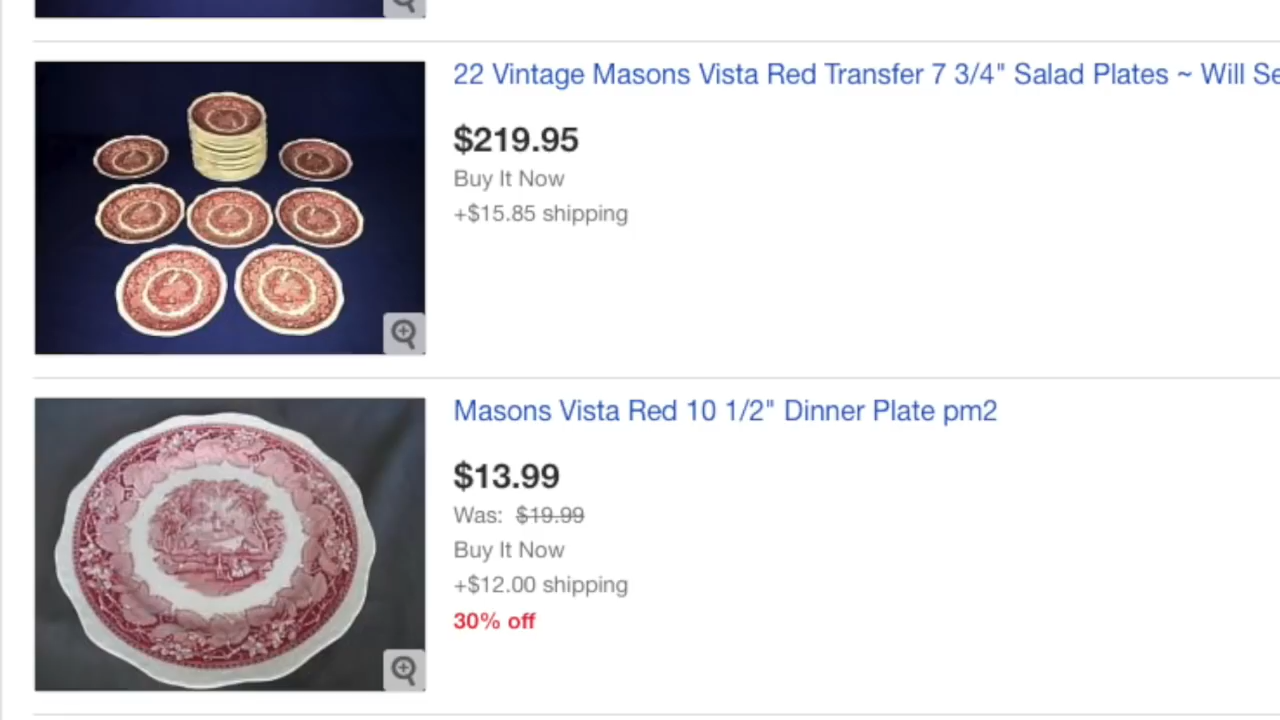 22 Vintage Masons Vista Red Transfer 7 3/4" Salad Plates ~ Will Se
$219.95
Buy It Now
+$15.85 shipping
Masons Vista Red 10 1/2" Dinner Plate pm2
$13.99
Was: $19.99
Buy It Now
+$12.00 shipping
30% off